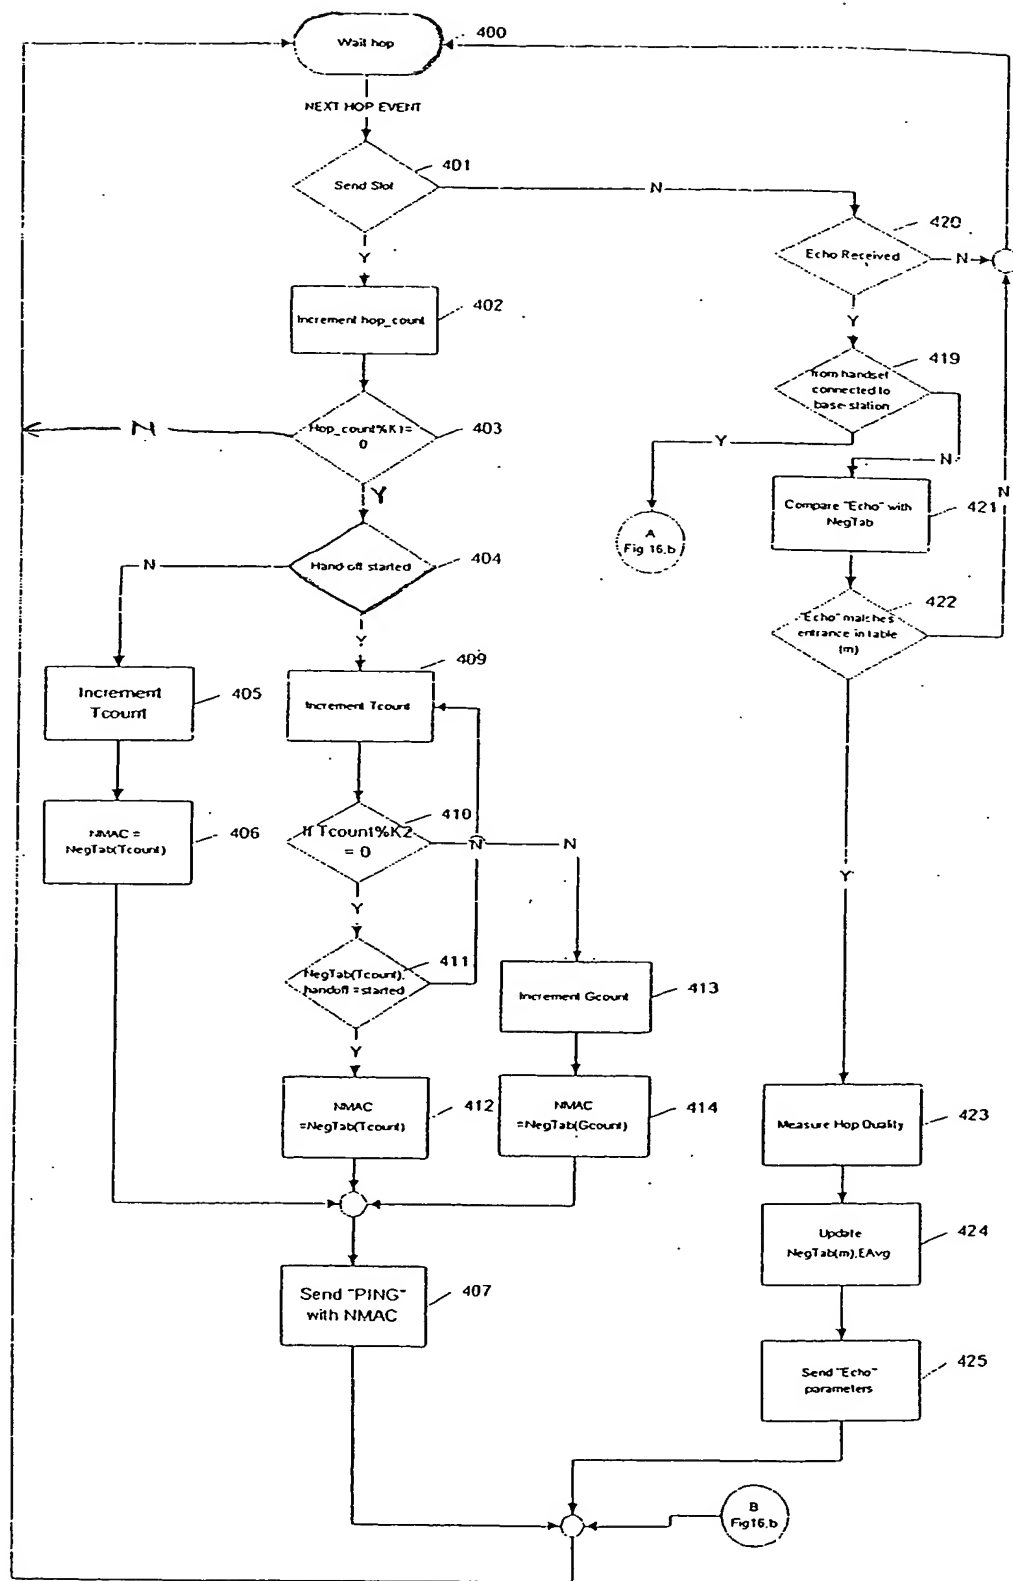 Wait hop
400
NEXT HOP EVENT
401
Send Slot
N
Y
420
Echo Received
N
402
Increment hop_count
Y
419
from handset
connected to
base-station
Hop_count%K1=
0
403
N
Y
Y
N
A
Fig 16,b
Compare "Echo" with
NegTab
421
N
Hand-off started
404
N
Y
422
"Echo" matches
entrance in table
(m)
409
Increment
Tcount
405
Increment Tcount
410
If Tcount%K2
= 0
N
N
NMAC =
NegTab(Tcount)
406
Y
Y
411
NegTab(Tcount).
handoff =started
Increment Gcount
413
Y
NMAC
=NegTab(Tcount)
412
NMAC
=NegTab(Gcount)
414
Measure Hop Quality
423
Update
NegTab(m).EAvg
424
Send "PING"
with NMAC
407
Send "Echo"
parameters
425
B
Fig16,b